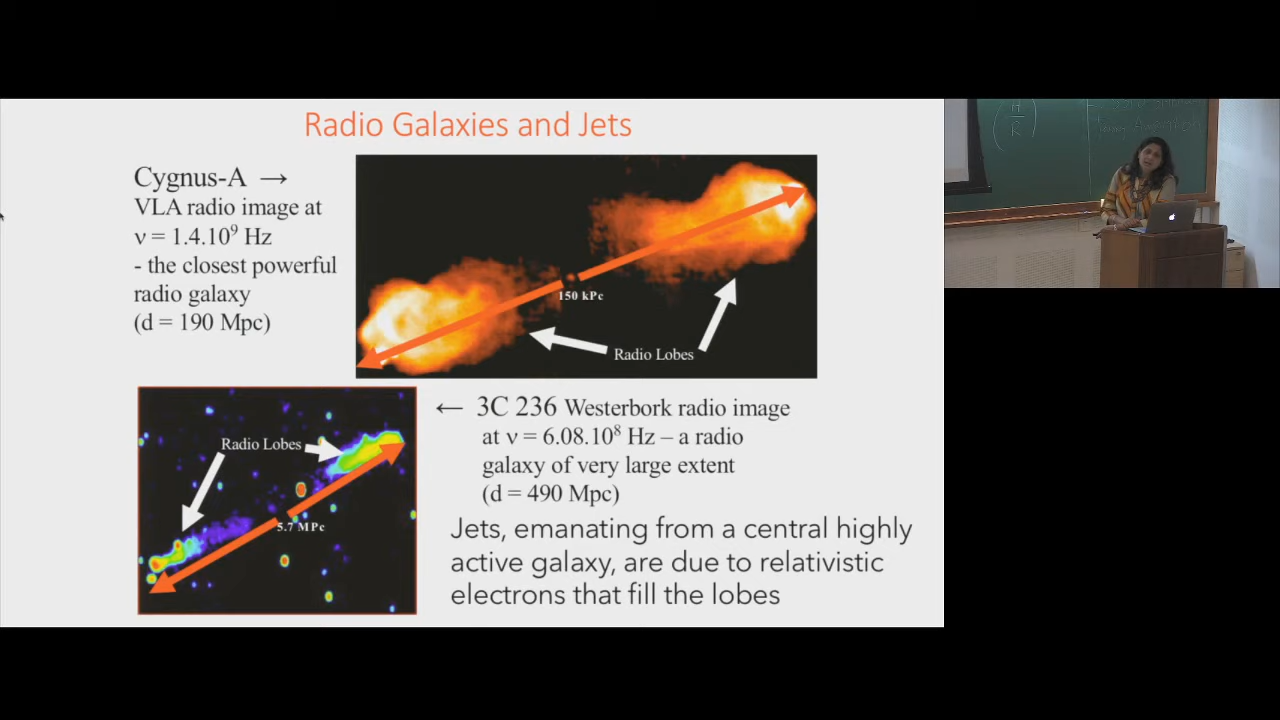 Radio Galaxies and Jets
Cygnus-A →
VLA radio image at
ν = 1.4.10⁹ Hz
- the closest powerful
radio galaxy
(d = 190 Mpc)
150 kPc
Radio Lobes
Radio Lobes
5.7 MPc
← 3C 236 Westerbork radio image
at ν = 6.08.10⁸ Hz – a radio
galaxy of very large extent
(d = 490 Mpc)
Jets, emanating from a central highly
active galaxy, are due to relativistic
electrons that fill the lobes